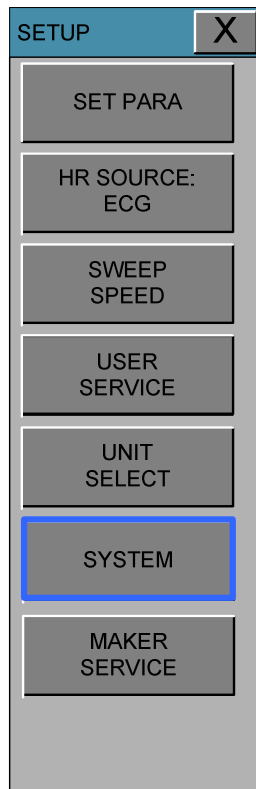 SETUP X
SET PARA
HR SOURCE:
ECG
SWEEP
SPEED
USER
SERVICE
UNIT
SELECT
SYSTEM
MAKER
SERVICE